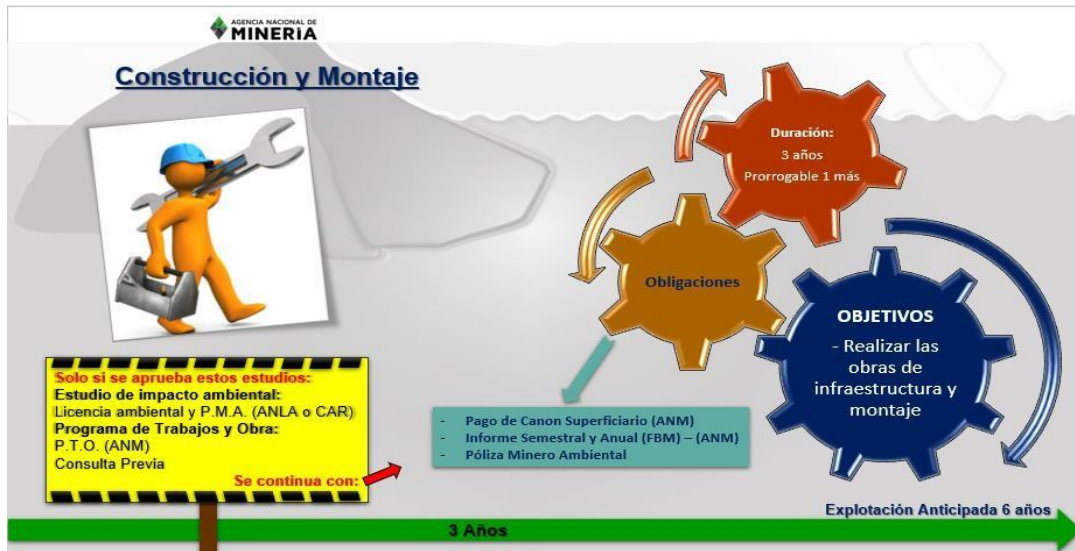 AGENCIA NACIONAL DE
MINERÍA
Construcción y Montaje
Duración:
3 años
Prorrogable 1 más
Obligaciones
OBJETIVOS
- Realizar las
obras de
infraestructura y
montaje
Solo si se aprueba estos estudios:
Estudio de impacto ambiental:
Licencia ambiental y P.M.A. (ANLA o CAR)
Programa de Trabajos y Obra:
P.T.O. (ANM)
Consulta Previa
Se continua con:
- Pago de Canon Superficiario (ANM)
- Informe Semestral y Anual (FBM) – (ANM)
- Póliza Minero Ambiental
Explotación Anticipada 6 años
3 Años